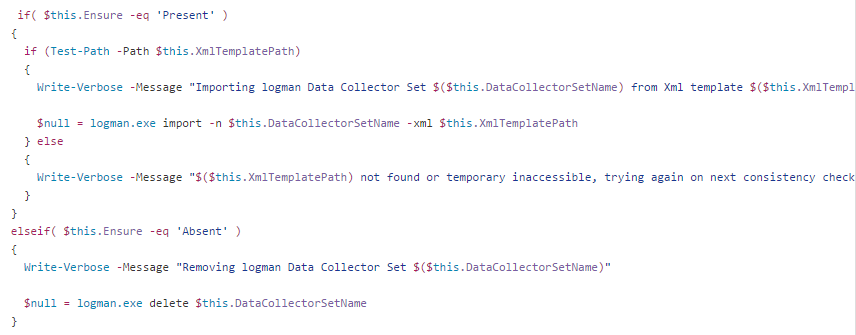 if( $this.Ensure -eq 'Present' )
{
if (Test-Path -Path $this.XmlTemplatePath)
{
Write-Verbose -Message "Importing logman Data Collector Set $($this.DataCollectorSetName) from Xml template $($this.XmlTempl
$null = logman.exe import -n $this.DataCollectorSetName -xml $this.XmlTemplatePath
} else
{
Write-Verbose -Message "$($this.XmlTemplatePath) not found or temporary inaccessible, trying again on next consistency check
}
}
elseif( $this.Ensure -eq 'Absent' )
{
Write-Verbose -Message "Removing logman Data Collector Set $($this.DataCollectorSetName)"
$null = logman.exe delete $this.DataCollectorSetName
}